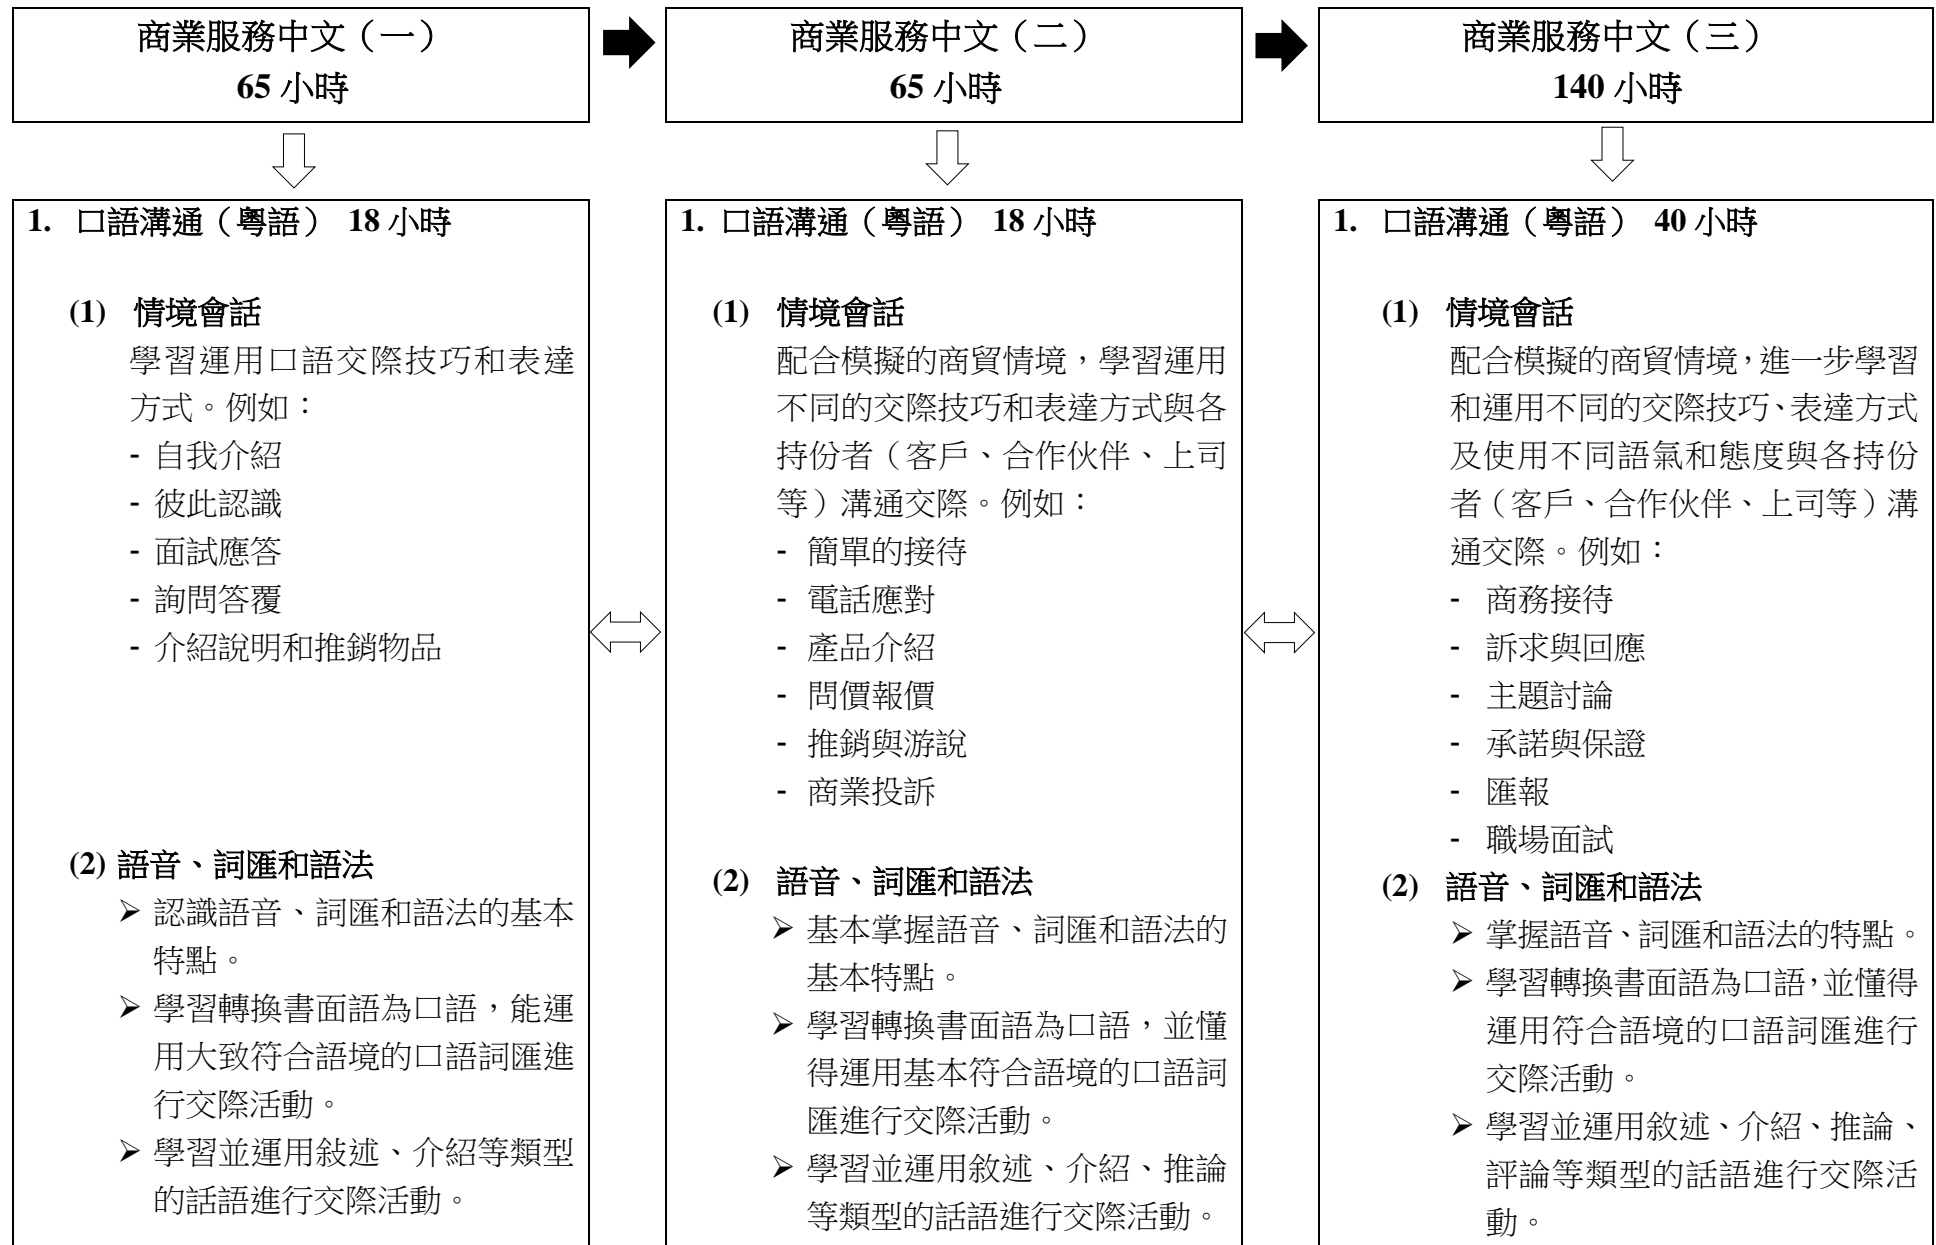 商業服務中文（一）
65 小時
商業服務中文（二）
65 小時
商業服務中文（三）
140 小時
1. 口語溝通（粵語） 18 小時
(1) 情境會話
學習運用口語交際技巧和表達
方式。例如：
- 自我介紹
- 彼此認識
- 面試應答
- 詢問答覆
- 介紹說明和推銷物品
(2) 語音、詞匯和語法
➢ 認識語音、詞匯和語法的基本
特點。
➢ 學習轉換書面語為口語，能運
用大致符合語境的口語詞匯進
行交際活動。
➢ 學習並運用敍述、介紹等類型
的話語進行交際活動。
1. 口語溝通（粵語） 18 小時
(1) 情境會話
配合模擬的商貿情境，學習運用
不同的交際技巧和表達方式與各
持份者（客戶、合作伙伴、上司
等）溝通交際。例如：
- 簡單的接待
- 電話應對
- 產品介紹
- 問價報價
- 推銷與游說
- 商業投訴
(2) 語音、詞匯和語法
➢ 基本掌握語音、詞匯和語法的
基本特點。
➢ 學習轉換書面語為口語，並懂
得運用基本符合語境的口語詞
匯進行交際活動。
➢ 學習並運用敘述、介紹、推論
等類型的話語進行交際活動。
1. 口語溝通（粵語） 40 小時
(1) 情境會話
配合模擬的商貿情境，進一步學習
和運用不同的交際技巧、表達方式
及使用不同語氣和態度與各持份
者（客戶、合作伙伴、上司等）溝
通交際。例如：
- 商務接待
- 訴求與回應
- 主題討論
- 承諾與保證
- 匯報
- 職場面試
(2) 語音、詞匯和語法
➢ 掌握語音、詞匯和語法的特點。
➢ 學習轉換書面語為口語，並懂得
運用符合語境的口語詞匯進行
交際活動。
➢ 學習並運用敘述、介紹、推論、
評論等類型的話語進行交際活
動。